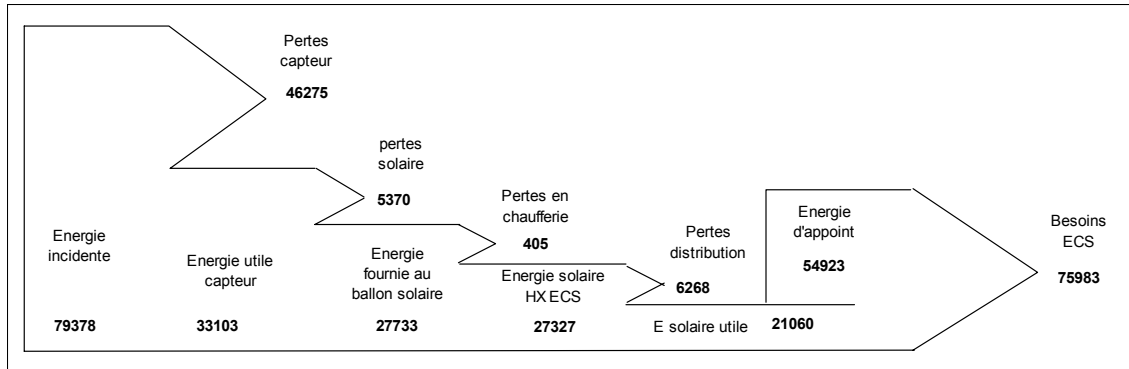 Pertes
capteur
46275
pertes
solaire
5370
Pertes en
chaufferie
405
Pertes
distribution
6268
Energie
d'appoint
54923
Besoins
ECS
75983
Energie
incidente
79378
Energie utile
capteur
33103
Energie
fournie au
ballon solaire
27733
Energie solaire
HX ECS
27327
E solaire utile
21060